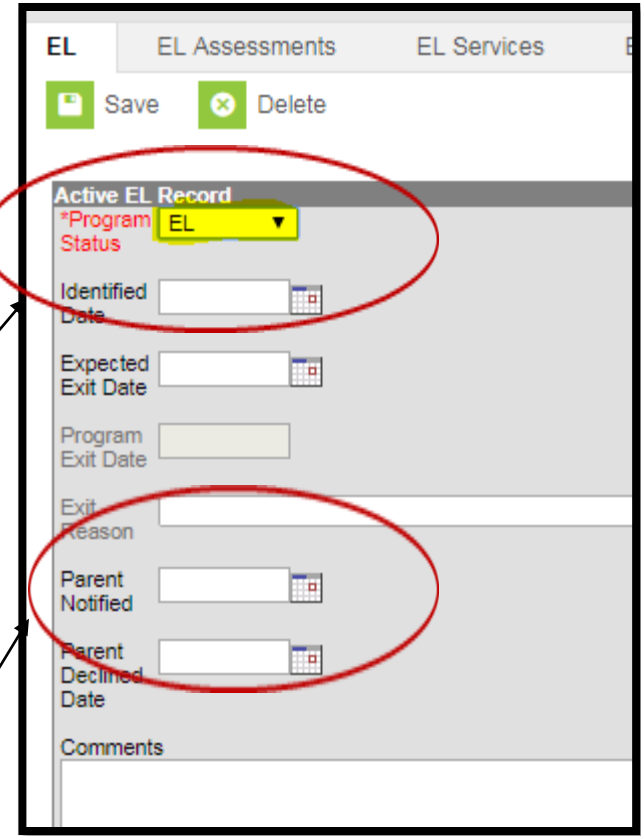 EL EL Assessments EL Services
Save Delete
Active EL Record
*Program EL
Status
Identified
Date
Expected
Exit Date
Program
Exit Date
Exit
Reason
Parent
Notified
Parent
Declined
Date
Comments